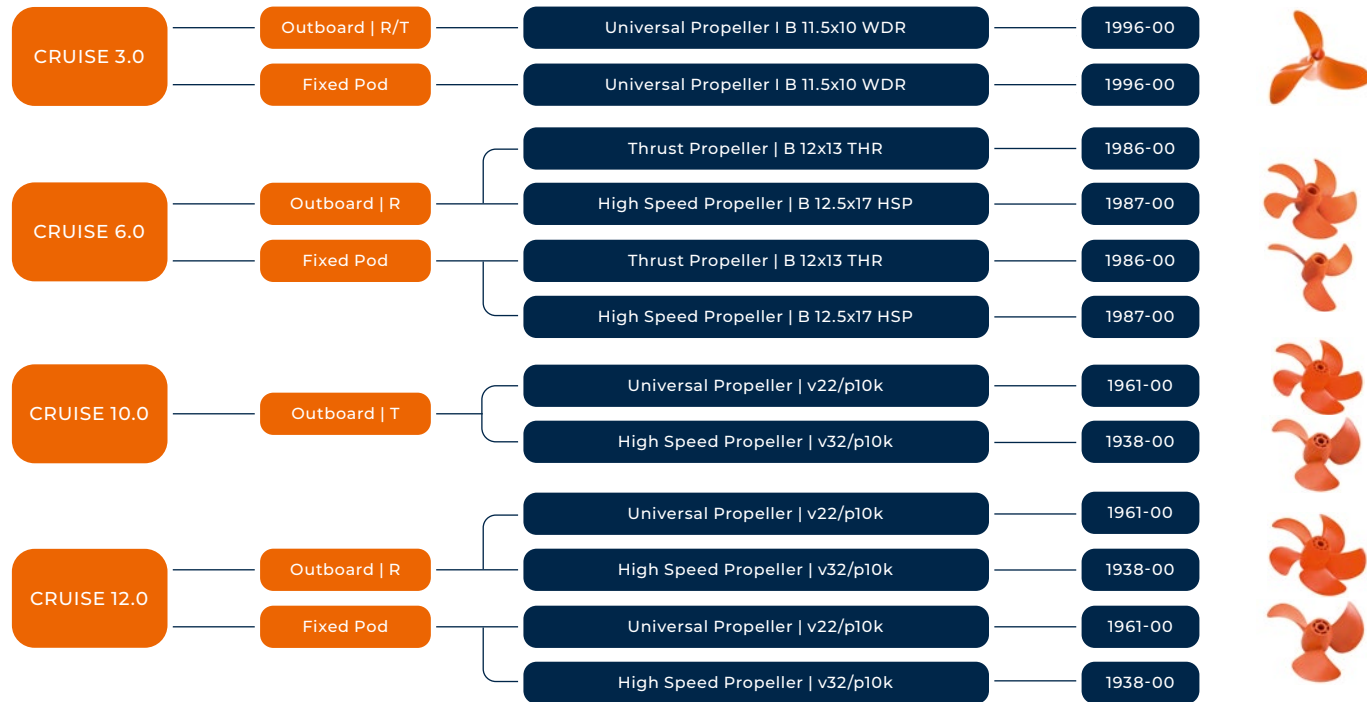 CRUISE 3.0
Outboard | R/T
Universal Propeller I B 11.5x10 WDR
1996-00
Fixed Pod
Universal Propeller I B 11.5x10 WDR
1996-00
CRUISE 6.0
Outboard | R
Thrust Propeller | B 12x13 THR
1986-00
High Speed Propeller | B 12.5x17 HSP
1987-00
Fixed Pod
Thrust Propeller | B 12x13 THR
1986-00
High Speed Propeller | B 12.5x17 HSP
1987-00
CRUISE 10.0
Outboard | T
Universal Propeller | v22/p10k
1961-00
High Speed Propeller | v32/p10k
1938-00
CRUISE 12.0
Outboard | R
Universal Propeller | v22/p10k
1961-00
High Speed Propeller | v32/p10k
1938-00
Fixed Pod
Universal Propeller | v22/p10k
1961-00
High Speed Propeller | v32/p10k
1938-00